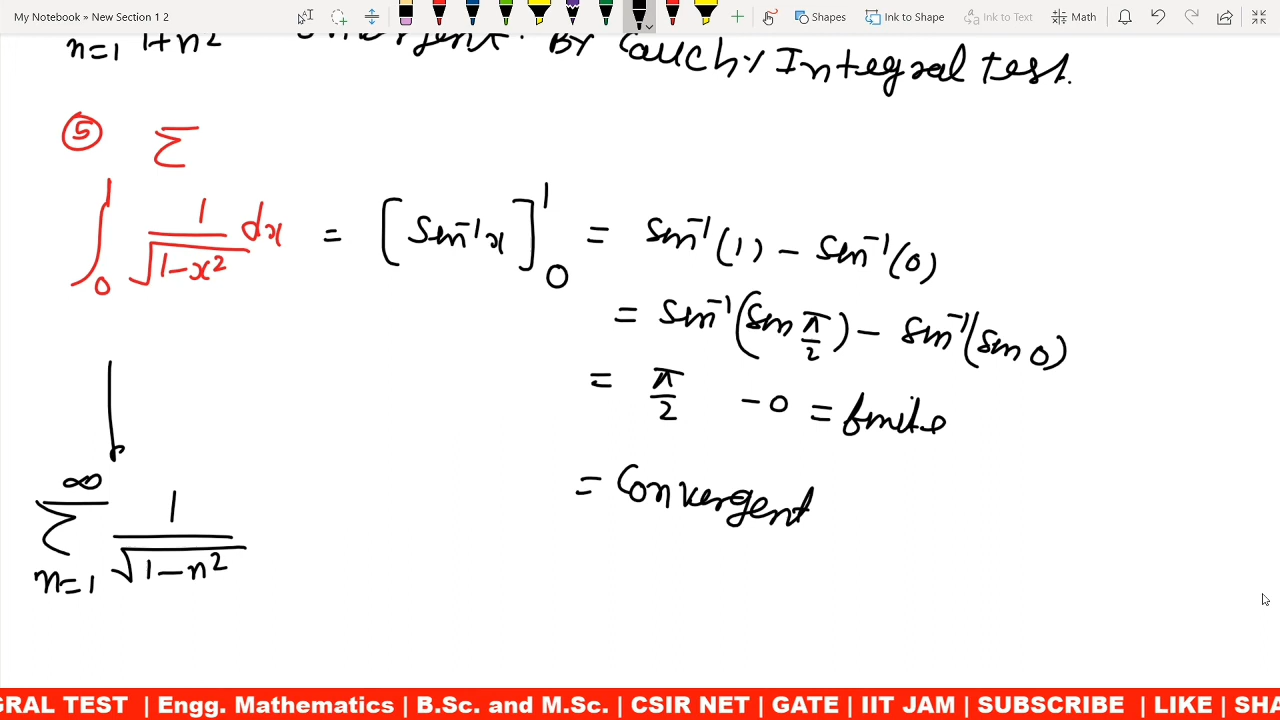 My Notebook » New Section 1 2
Shapes Ink to Shape Ink to Text Math
n=1 1+n² By Cauchy Integral test.
⑤ Σ
∫₀¹ 1/√(1-x²) dx = [Sin⁻¹x]₀¹ = Sin⁻¹(1) - Sin⁻¹(0)
= Sin⁻¹(Sin π/2) - Sin⁻¹(Sin 0)
= π/2 - 0 = finite
= Convergent
∞
Σ 1/√(1-n²)
n=1
GRAL TEST | Engg. Mathematics | B.Sc. and M.Sc. | CSIR NET | GATE | IIT JAM | SUBSCRIBE | LIKE | SHA